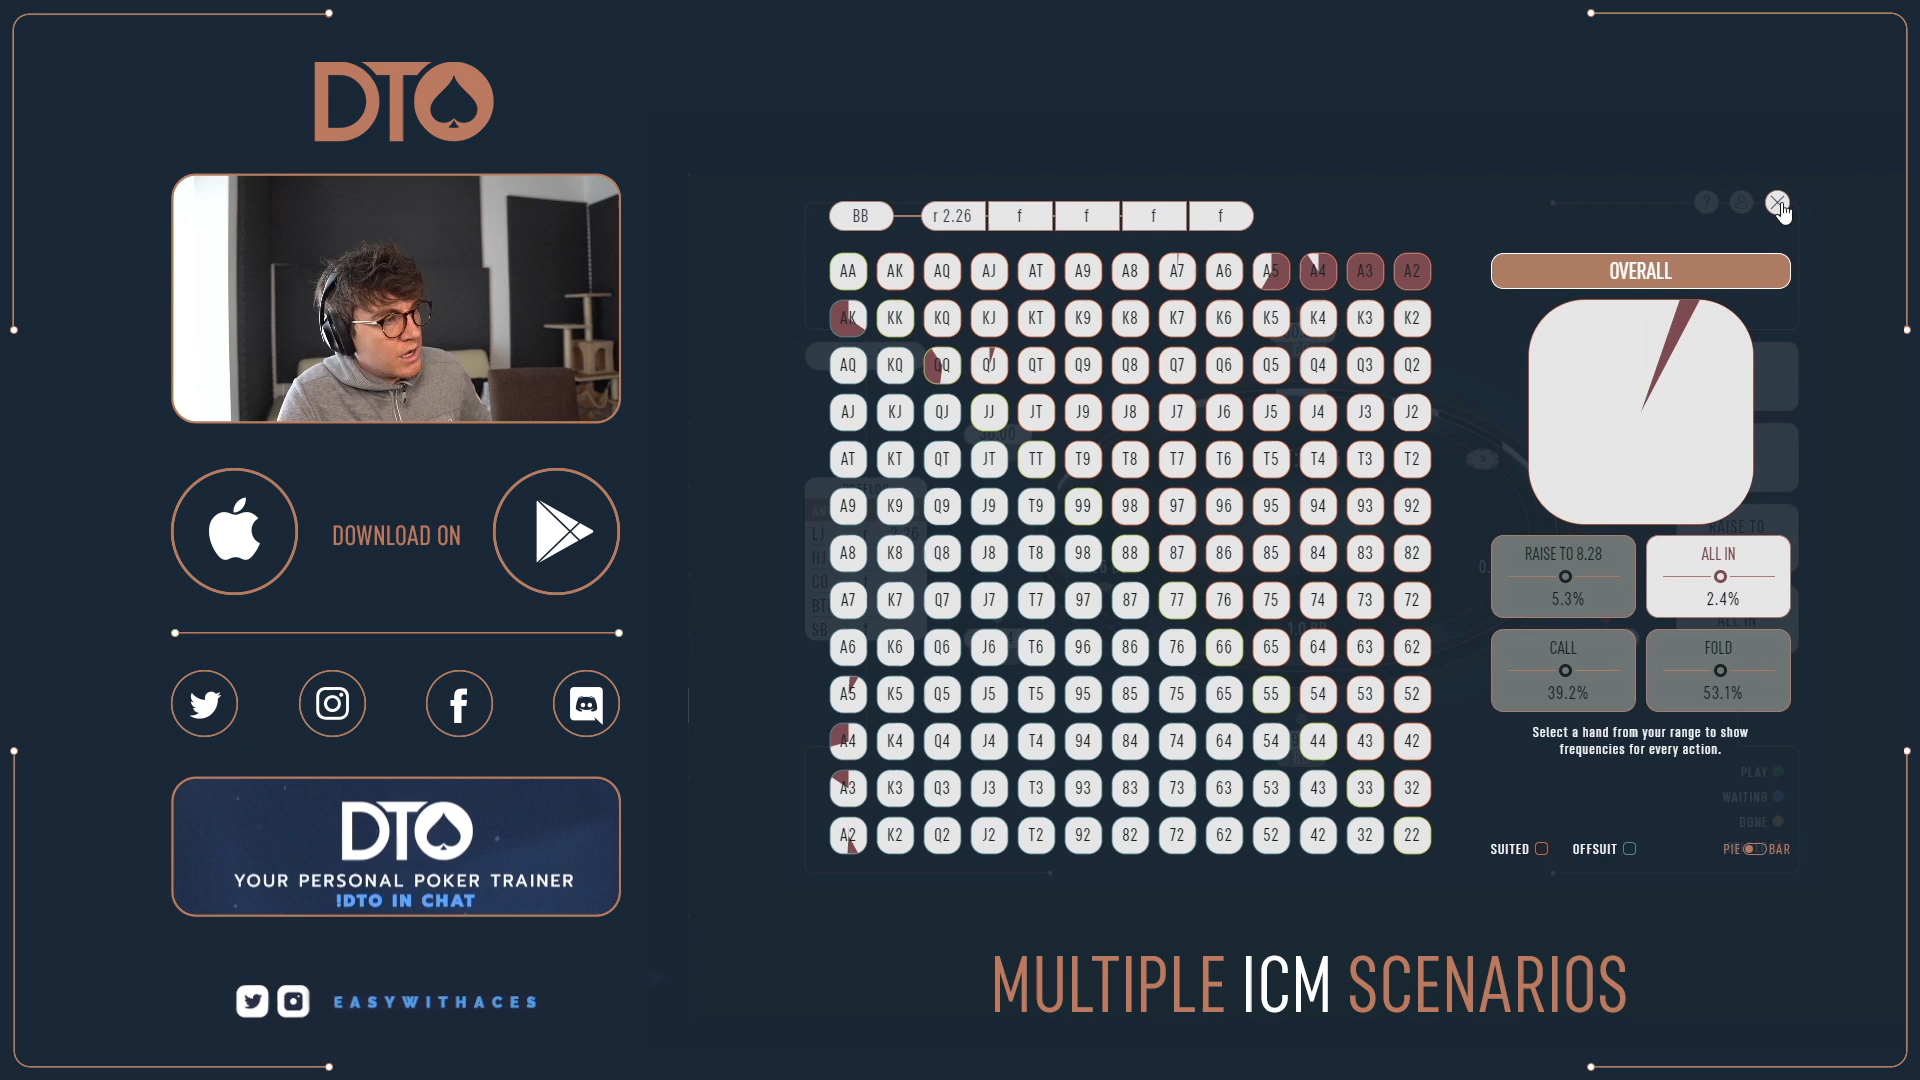 DTO
DOWNLOAD ON
DTO
YOUR PERSONAL POKER TRAINER
!DTO IN CHAT
EASYWITHACES
BB r 2.26 f f f f
AA AK AQ AJ AT A9 A8 A7 A6 A5 A4 A3 A2
AK KK KQ KJ KT K9 K8 K7 K6 K5 K4 K3 K2
AQ KQ QQ QJ QT Q9 Q8 Q7 Q6 Q5 Q4 Q3 Q2
AJ KJ QJ JJ JT J9 J8 J7 J6 J5 J4 J3 J2
AT KT QT JT TT T9 T8 T7 T6 T5 T4 T3 T2
A9 K9 Q9 J9 T9 99 98 97 96 95 94 93 92
A8 K8 Q8 J8 T8 98 88 87 86 85 84 83 82
A7 K7 Q7 J7 T7 97 87 77 76 75 74 73 72
A6 K6 Q6 J6 T6 96 86 76 66 65 64 63 62
A5 K5 Q5 J5 T5 95 85 75 65 55 54 53 52
A4 K4 Q4 J4 T4 94 84 74 64 54 44 43 42
A3 K3 Q3 J3 T3 93 83 73 63 53 43 33 32
A2 K2 Q2 J2 T2 92 82 72 62 52 42 32 22
OVERALL
RAISE TO
RAISE TO 8.28
5.3%
ALL IN
2.4%
CALL
39.2%
FOLD
53.1%
ALL IN
Select a hand from your range to show
frequencies for every action.
PLAY
WAITING
DONE
SUITED OFFSUIT PIE BAR
MULTIPLE ICM SCENARIOS